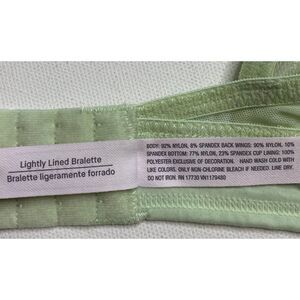 Lightly Lined Bralette
Bralette ligeramente forrado
BODY: 92% NYLON, 8% SPANDEX BACK WINGS: 90% NYLON, 10%
SPANDEX BOTTOM: 77% NYLON, 23% SPANDEX CUP LINING: 100%
POLYESTER EXCLUSIVE OF DECORATION. HAND WASH COLD WITH
LIKE COLORS. ONLY NON-CHLORINE BLEACH IF NEEDED. LINE DRY.
DO NOT IRON. RN 17730 VN1179480